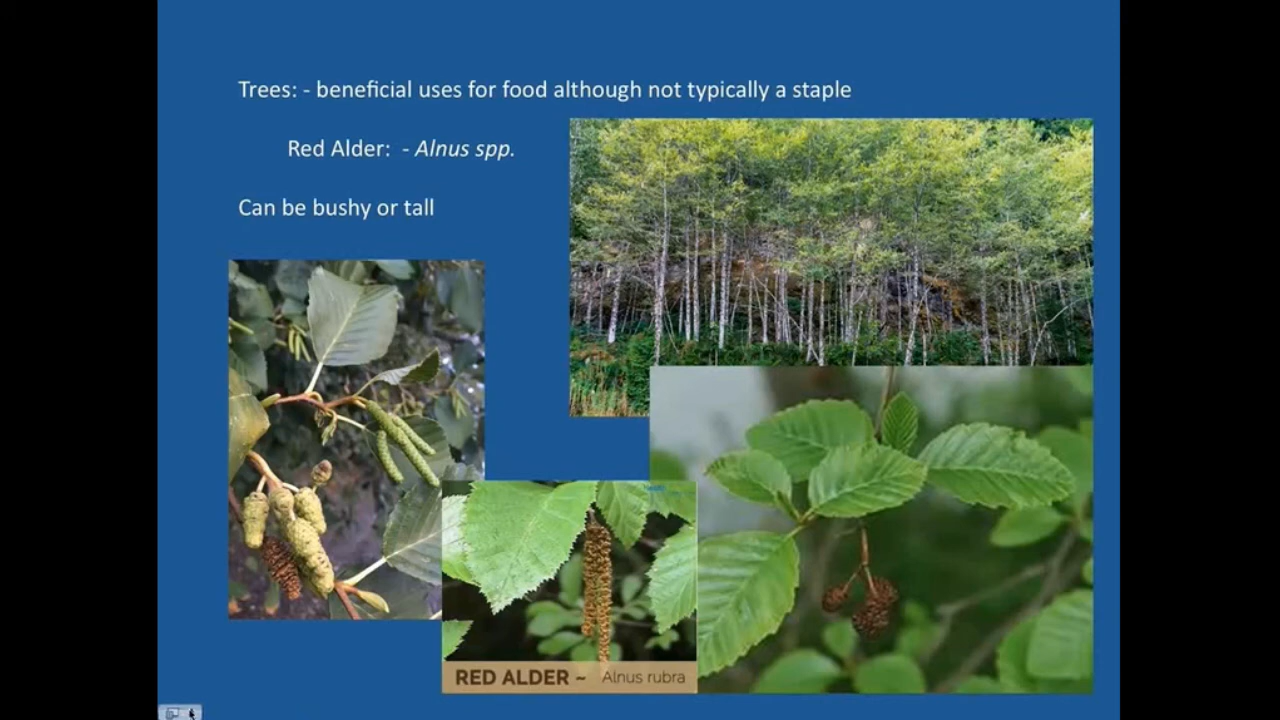 Trees: - beneficial uses for food although not typically a staple
Red Alder: - Alnus spp.
Can be bushy or tall
RED ALDER ~ Alnus rubra